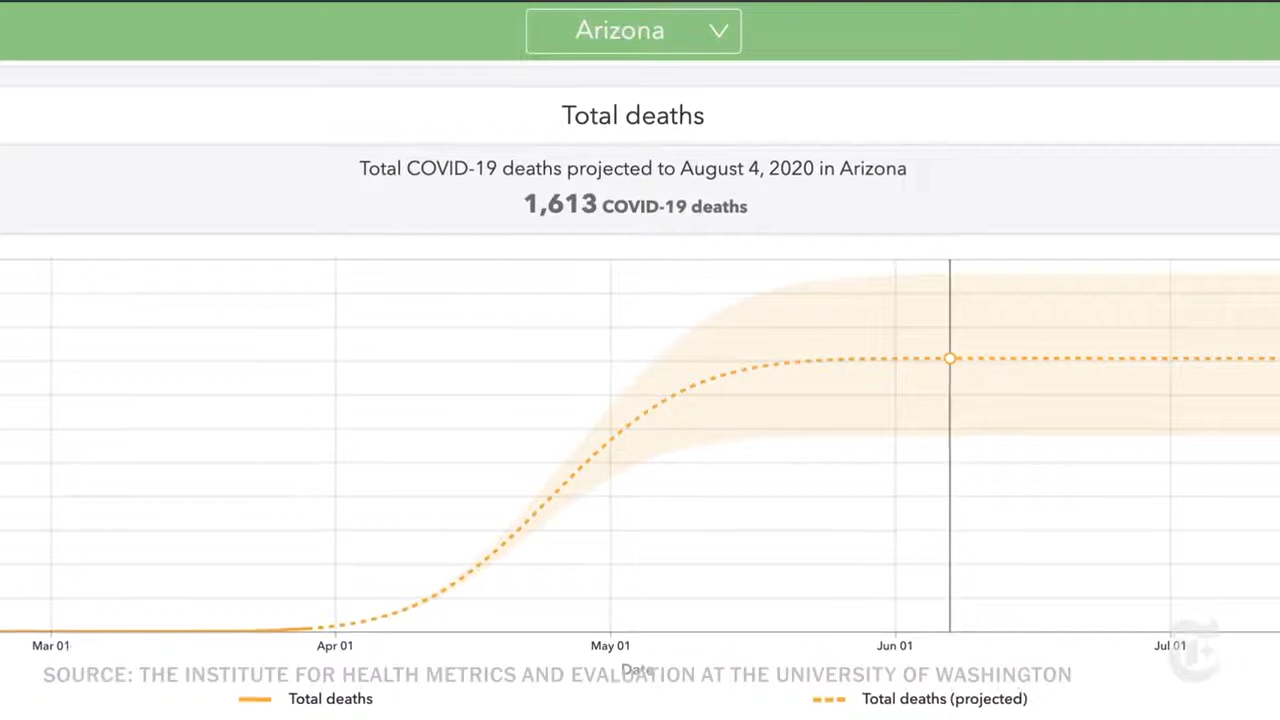 Arizona
Total deaths
Total COVID-19 deaths projected to August 4, 2020 in Arizona
1,613 COVID-19 deaths
Mar 01
Apr 01
May 01
Jun 01
Jul 01
Date
SOURCE: THE INSTITUTE FOR HEALTH METRICS AND EVALUATION AT THE UNIVERSITY OF WASHINGTON
T
Total deaths
Total deaths (projected)